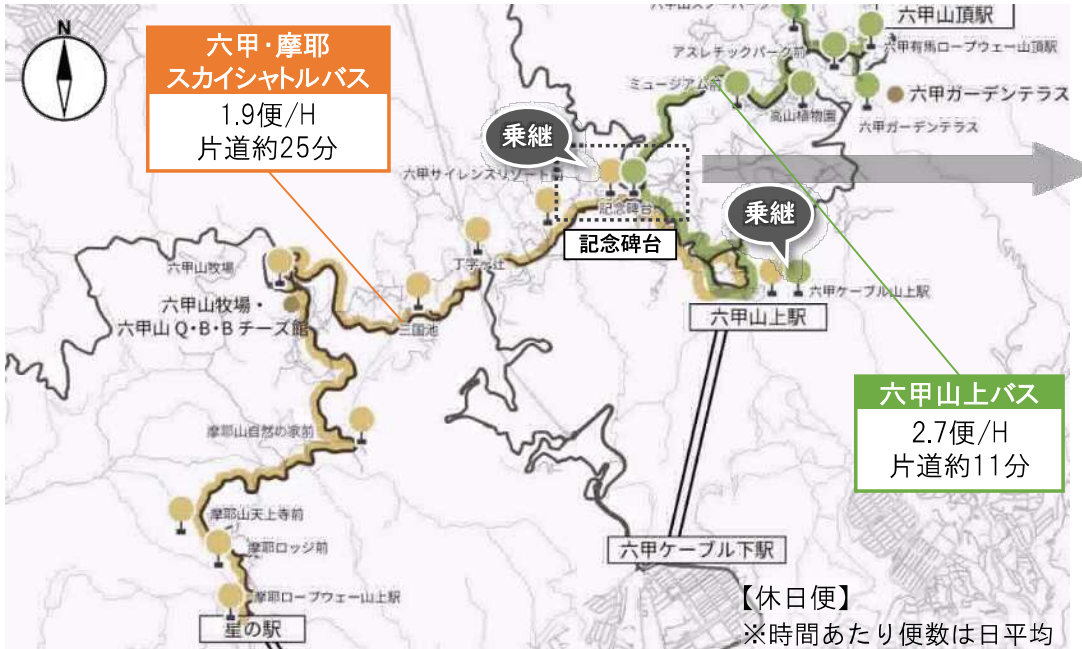 N
六甲・摩耶
スカイシャトルバス
1.9便/H
片道約25分
六甲山頂駅
アスレチックパーク前
六甲有馬ロープウェー山頂駅
ミュージアム前
高山植物園
六甲ガーデンテラス
六甲ガーデンテラス
乗継
六甲サイレンスリゾート前
記念碑台
記念碑台
乗継
丁字ヶ辻
六甲ケーブル山上駅
六甲山上駅
六甲山牧場
六甲山牧場・
六甲山Q・B・Bチーズ館
三国池
六甲山上バス
2.7便/H
片道約11分
摩耶山自然の家前
摩耶山天上寺前
摩耶ロッジ前
摩耶ロープウェー山上駅
星の駅
六甲ケーブル下駅
【休日便】
※時間あたり便数は日平均